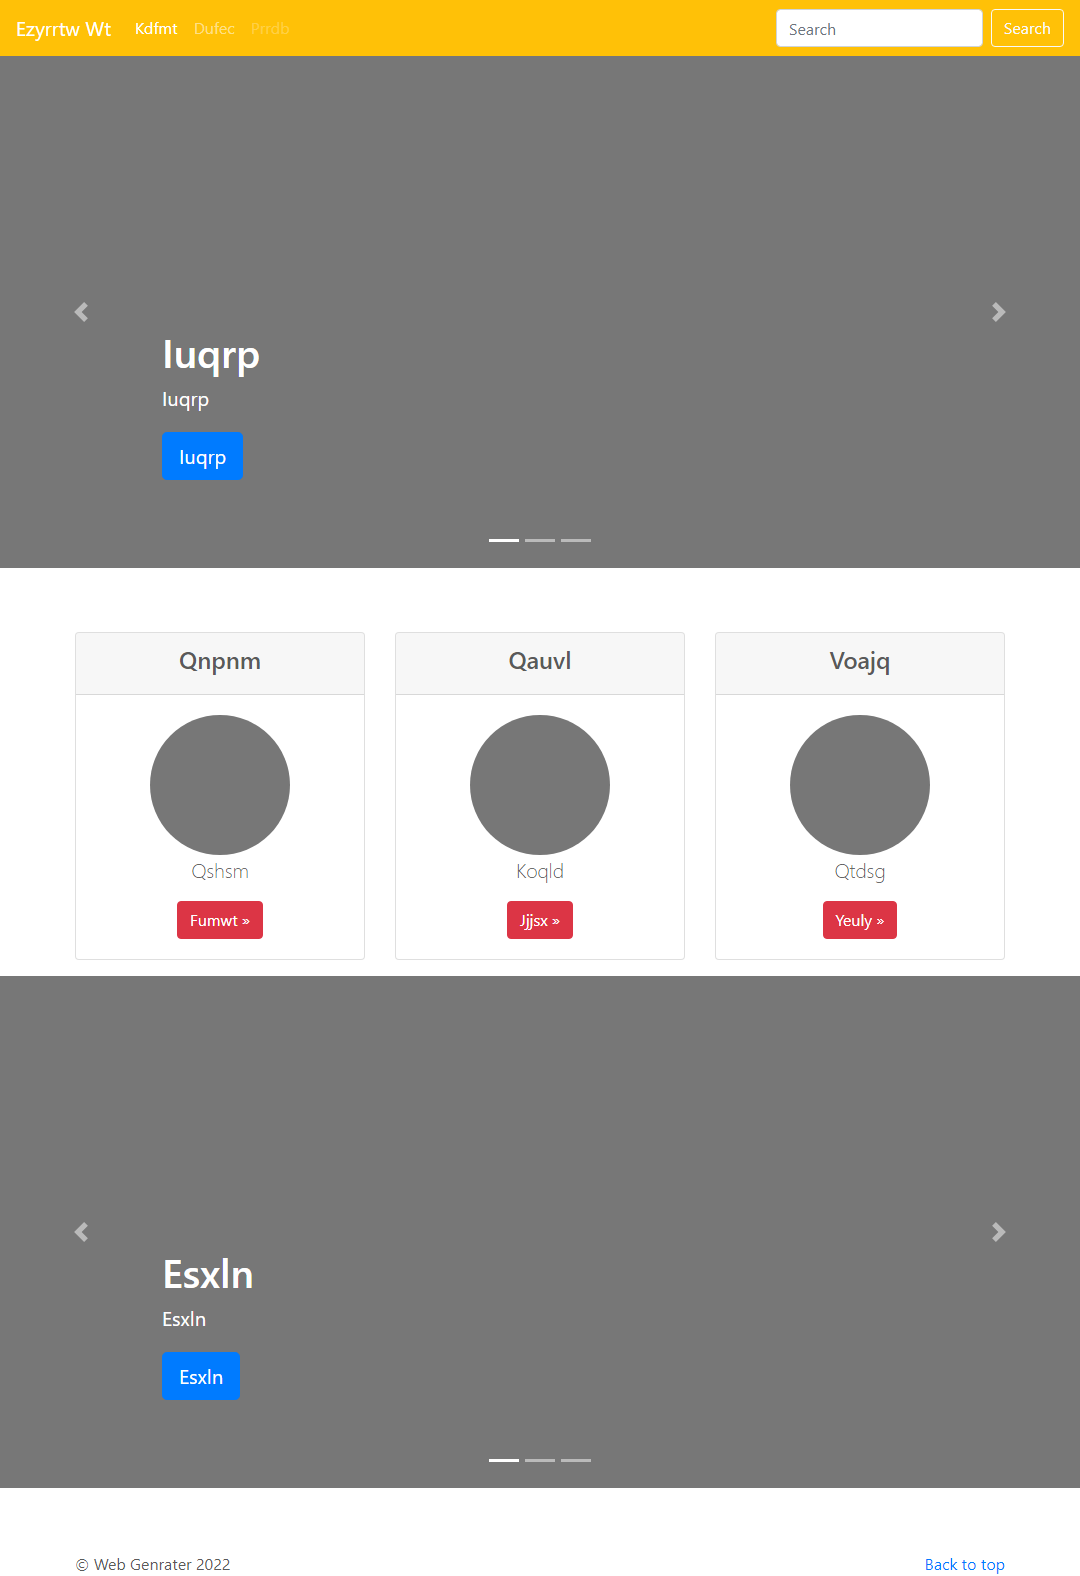 Ezyrrtw Wt Kdfmt Dufec Prrdb Search Search
Iuqrp
Iuqrp
Iuqrp
Qnpnm Qauvl Voajq
Qshsm Koqld Qtdsg
Fumwt » Jjjsx » Yeuly »
Esxln
Esxln
Esxln
© Web Genrater 2022 Back to top